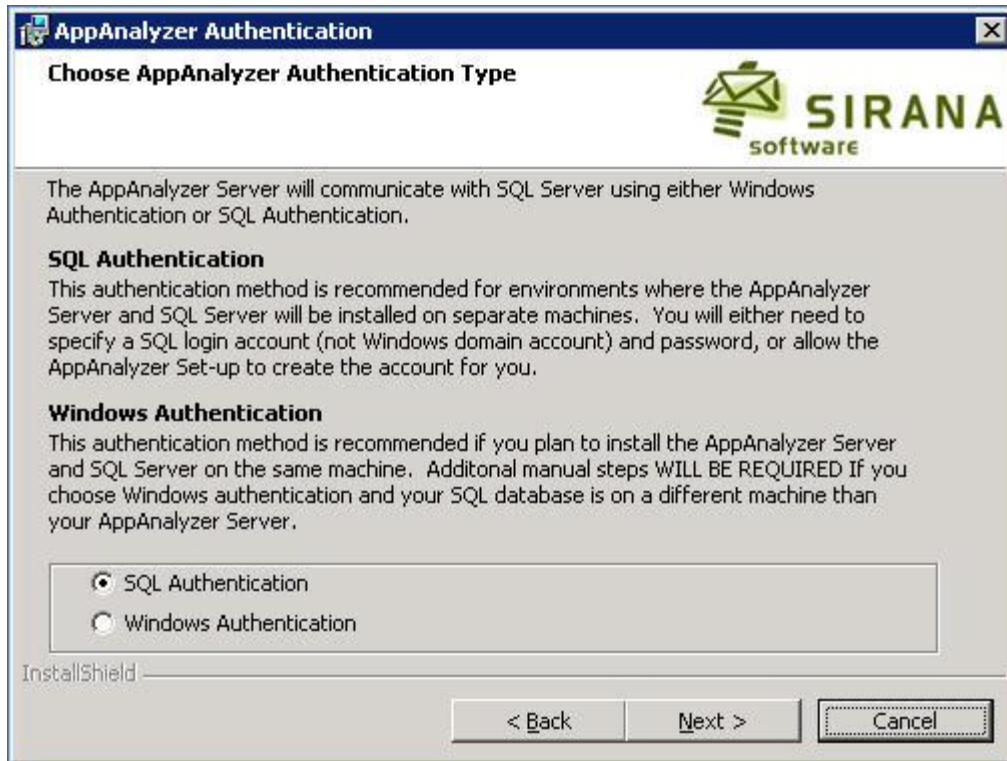 AppAnalyzer Authentication
Choose AppAnalyzer Authentication Type
SIRANA
software
The AppAnalyzer Server will communicate with SQL Server using either Windows
Authentication or SQL Authentication.
SQL Authentication
This authentication method is recommended for environments where the AppAnalyzer
Server and SQL Server will be installed on separate machines.  You will either need to
specify a SQL login account (not Windows domain account) and password, or allow the
AppAnalyzer Set-up to create the account for you.
Windows Authentication
This authentication method is recommended if you plan to install the AppAnalyzer Server
and SQL Server on the same machine.  Additonal manual steps WILL BE REQUIRED If you
choose Windows authentication and your SQL database is on a different machine than
your AppAnalyzer Server.
SQL Authentication
Windows Authentication
InstallShield
< Back
Next >
Cancel